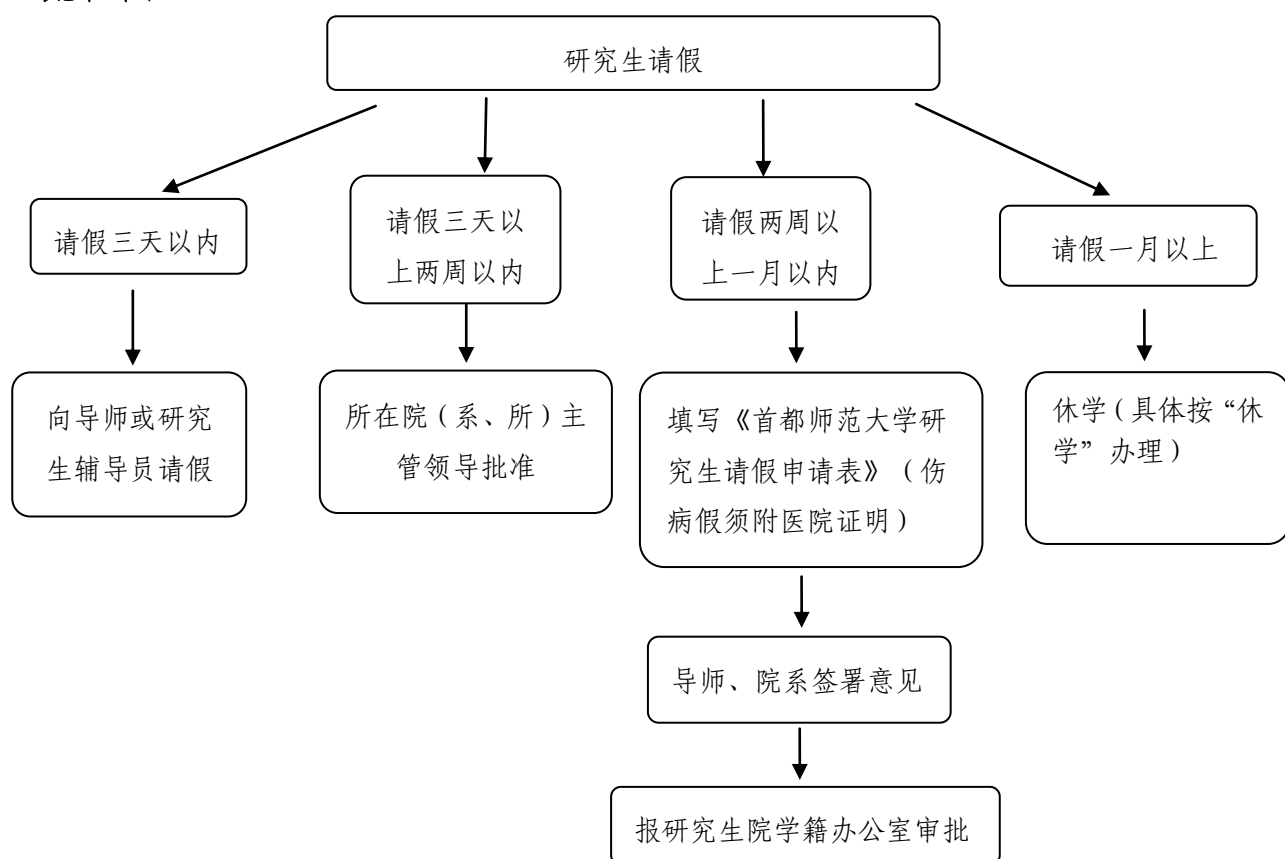 研究生请假
请假三天以内
请假三天以
上两周以内
请假两周以
上一月以内
请假一月以上
向导师或研究
生辅导员请假
所在院（系、所）主
管领导批准
填写《首都师范大学研
究生请假申请表》（伤
病假须附医院证明）
休学（具体按“休
学”办理）
导师、院系签署意见
报研究生院学籍办公室审批